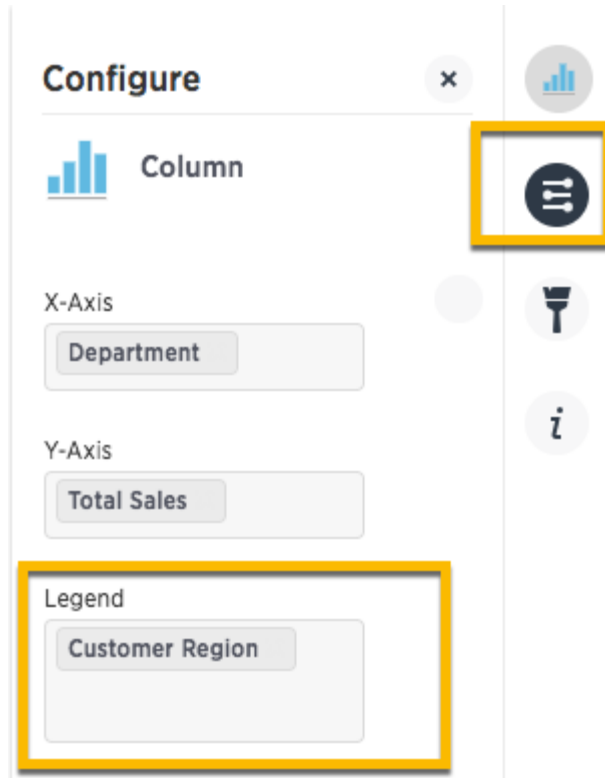 Configure
×
Column
X-Axis
Department
Y-Axis
Total Sales
i
Legend
Customer Region